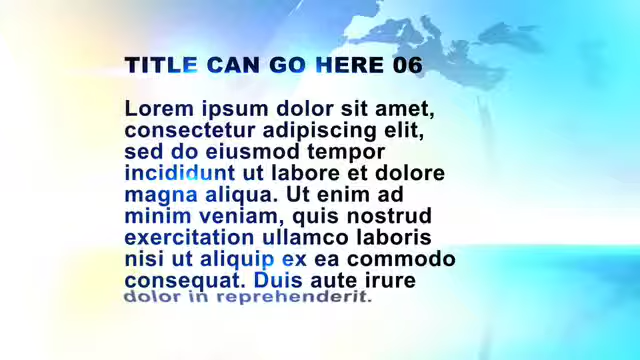 TITLE CAN GO HERE 06
Lorem ipsum dolor sit amet,
consectetur adipiscing elit,
sed do eiusmod tempor
incididunt ut labore et dolore
magna aliqua. Ut enim ad
minim veniam, quis nostrud
exercitation ullamco laboris
nisi ut aliquip ex ea commodo
consequat. Duis aute irure
dolor in reprehenderit.